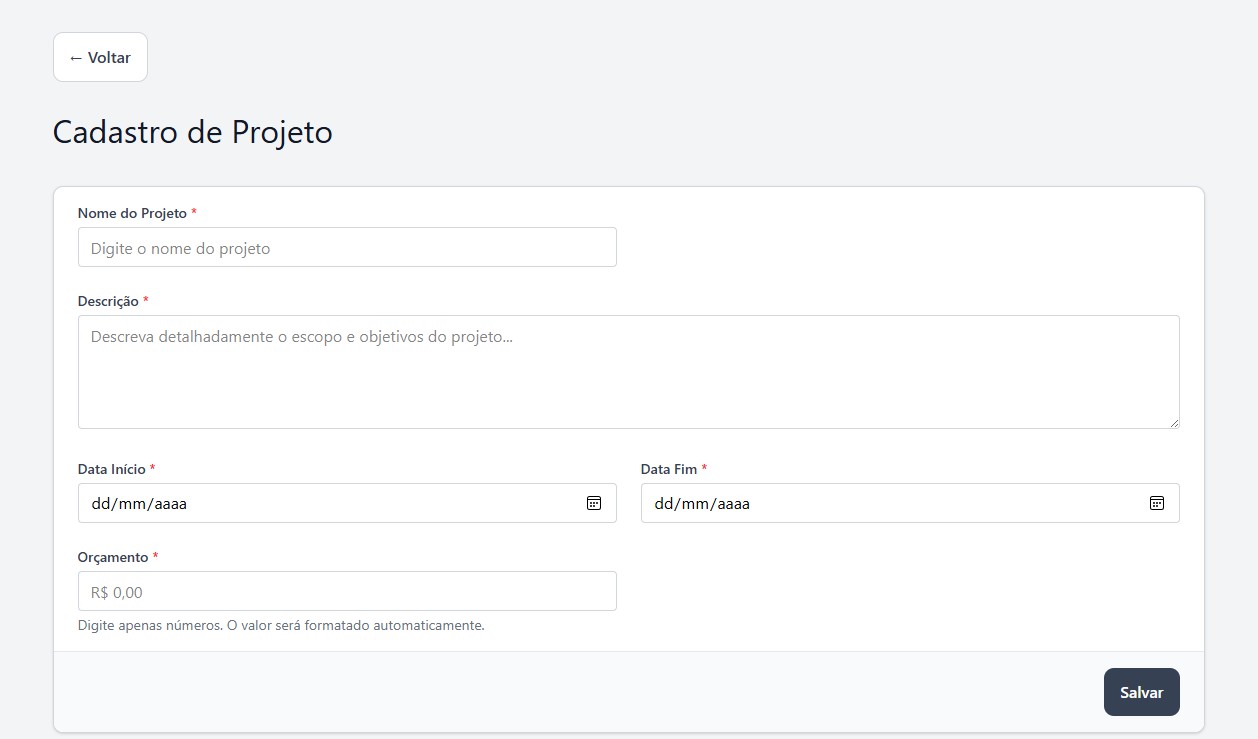 ← Voltar
Cadastro de Projeto
Nome do Projeto *
Digite o nome do projeto
Descrição *
Descreva detalhadamente o escopo e objetivos do projeto...
Data Início * Data Fim *
dd/mm/aaaa dd/mm/aaaa
Orçamento *
R$ 0,00
Digite apenas números. O valor será formatado automaticamente.
Salvar